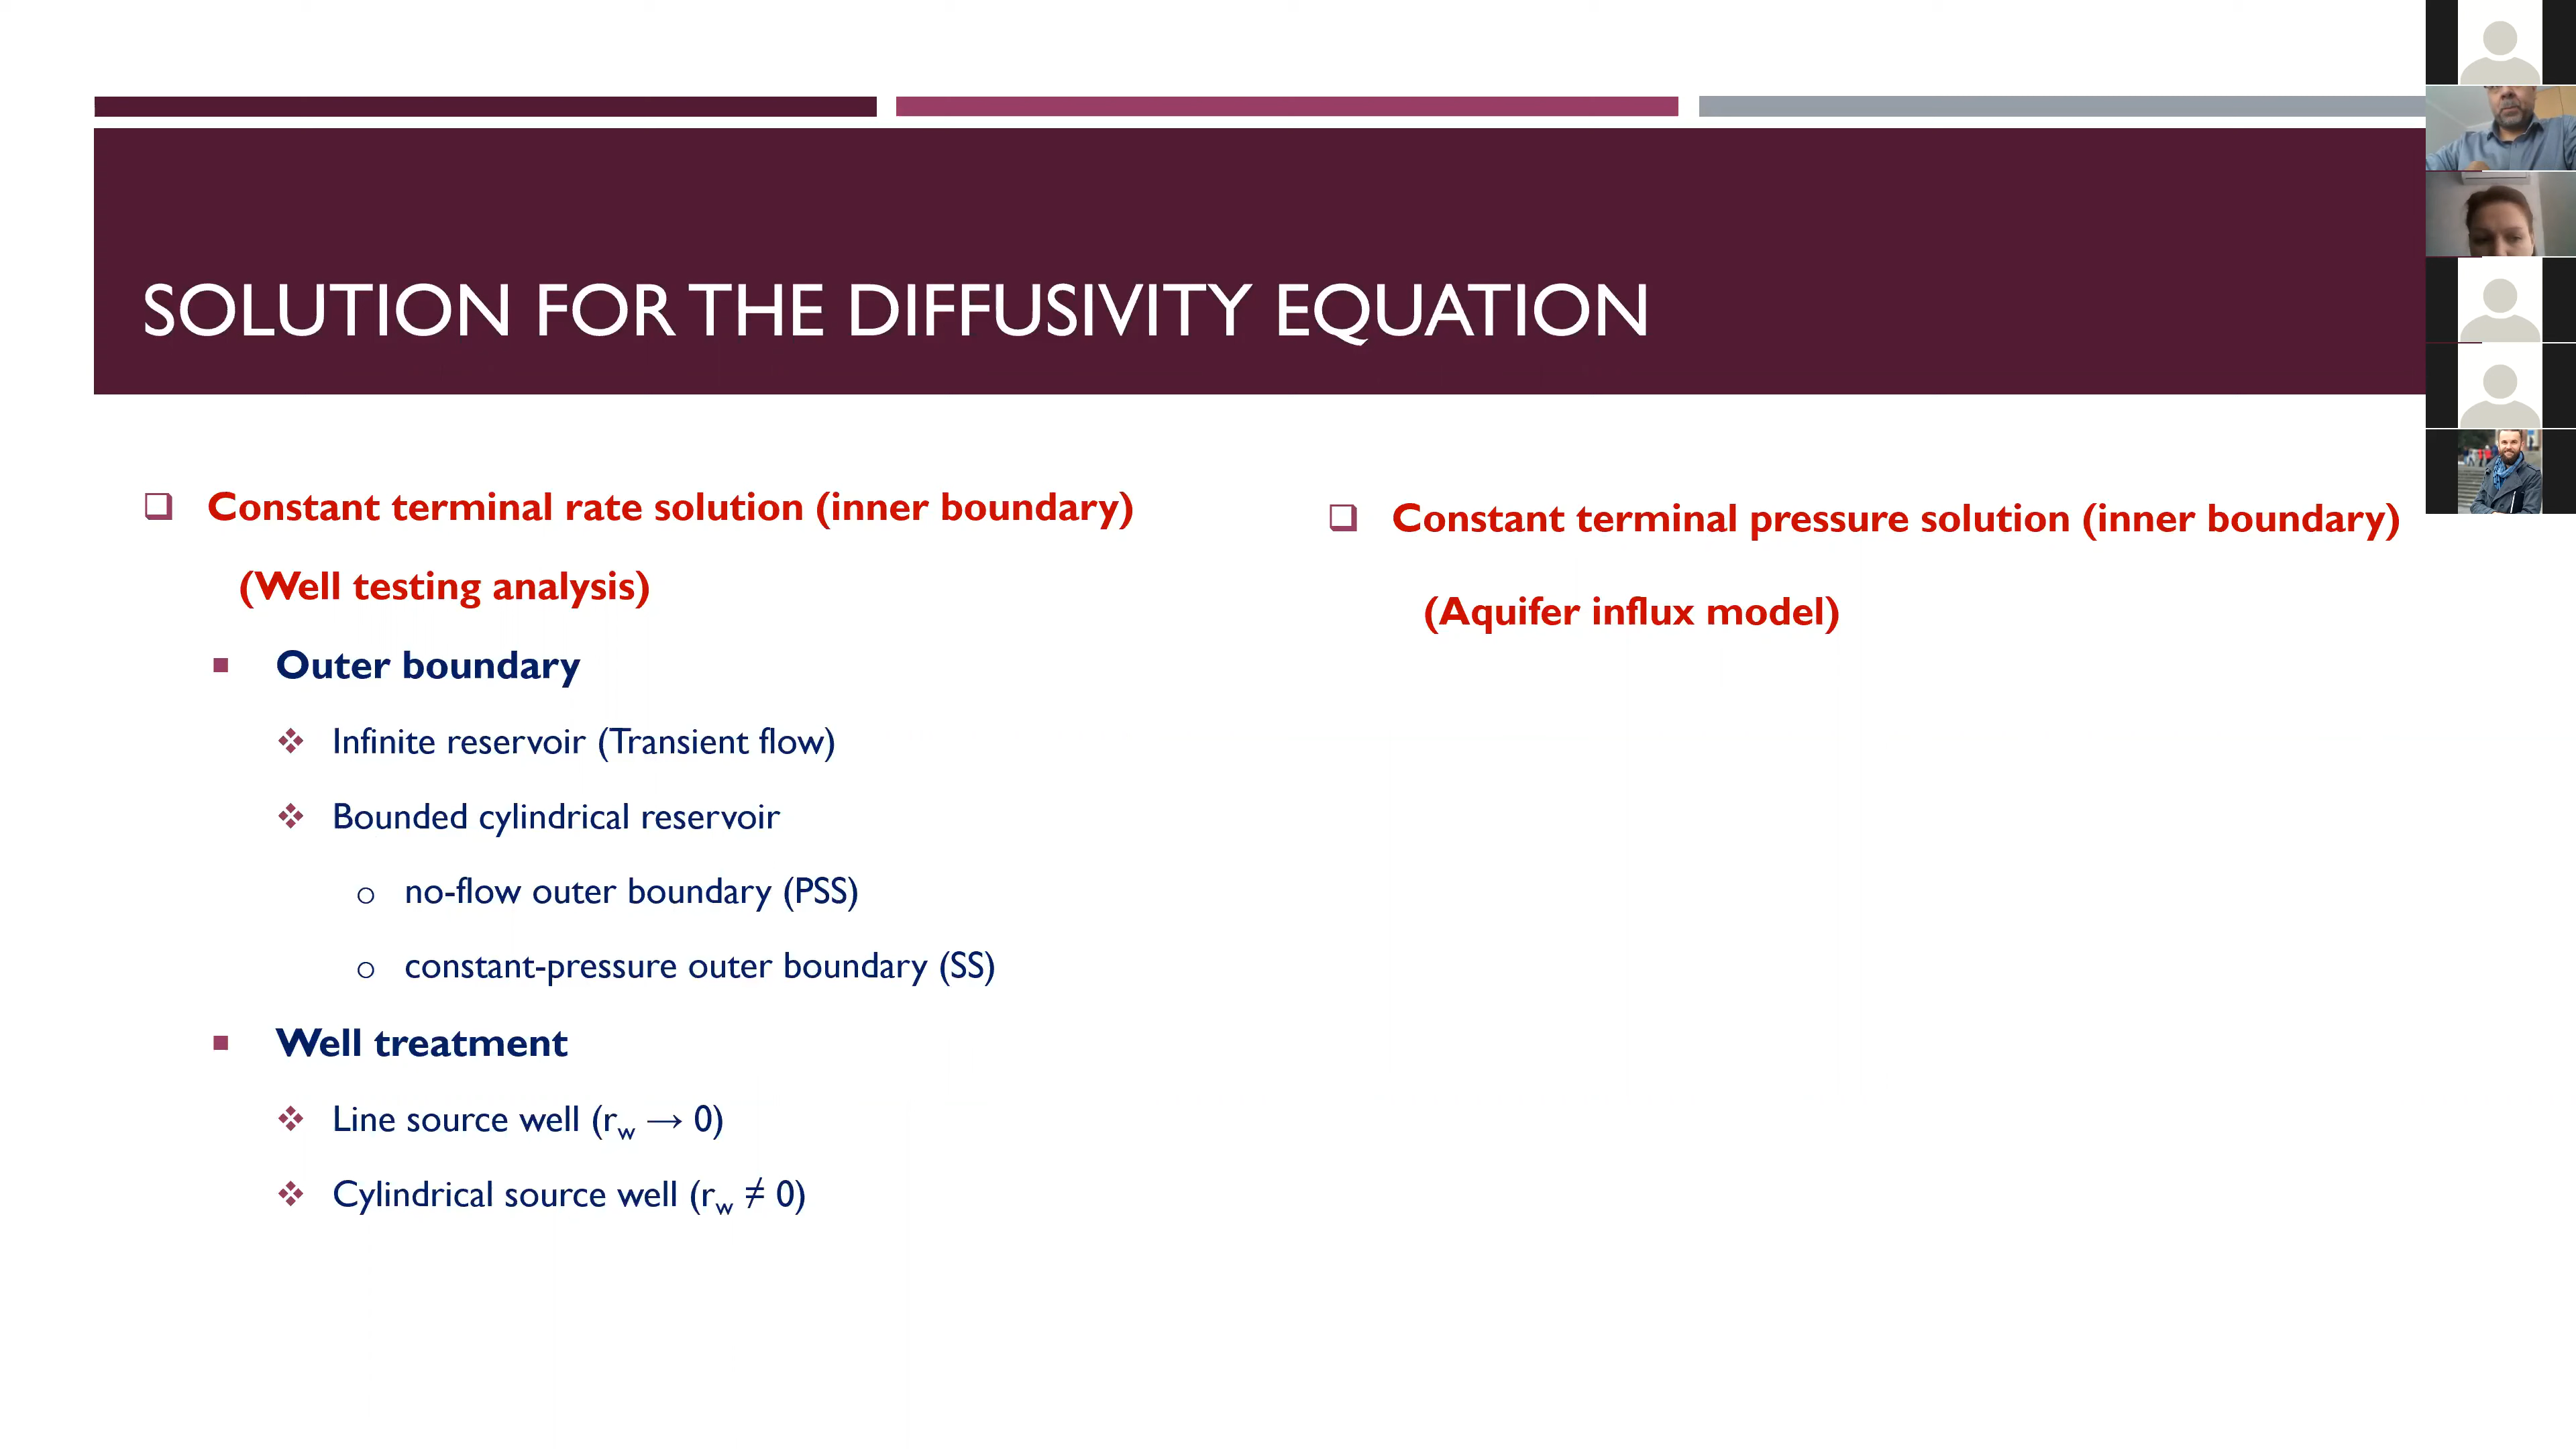 SOLUTION FOR THE DIFFUSIVITY EQUATION
❑ Constant terminal rate solution (inner boundary)
(Well testing analysis)
▪ Outer boundary
❖ Infinite reservoir (Transient flow)
❖ Bounded cylindrical reservoir
o no-flow outer boundary (PSS)
o constant-pressure outer boundary (SS)
▪ Well treatment
❖ Line source well (rw → 0)
❖ Cylindrical source well (rw ≠ 0)
❑ Constant terminal pressure solution (inner boundary)
(Aquifer influx model)